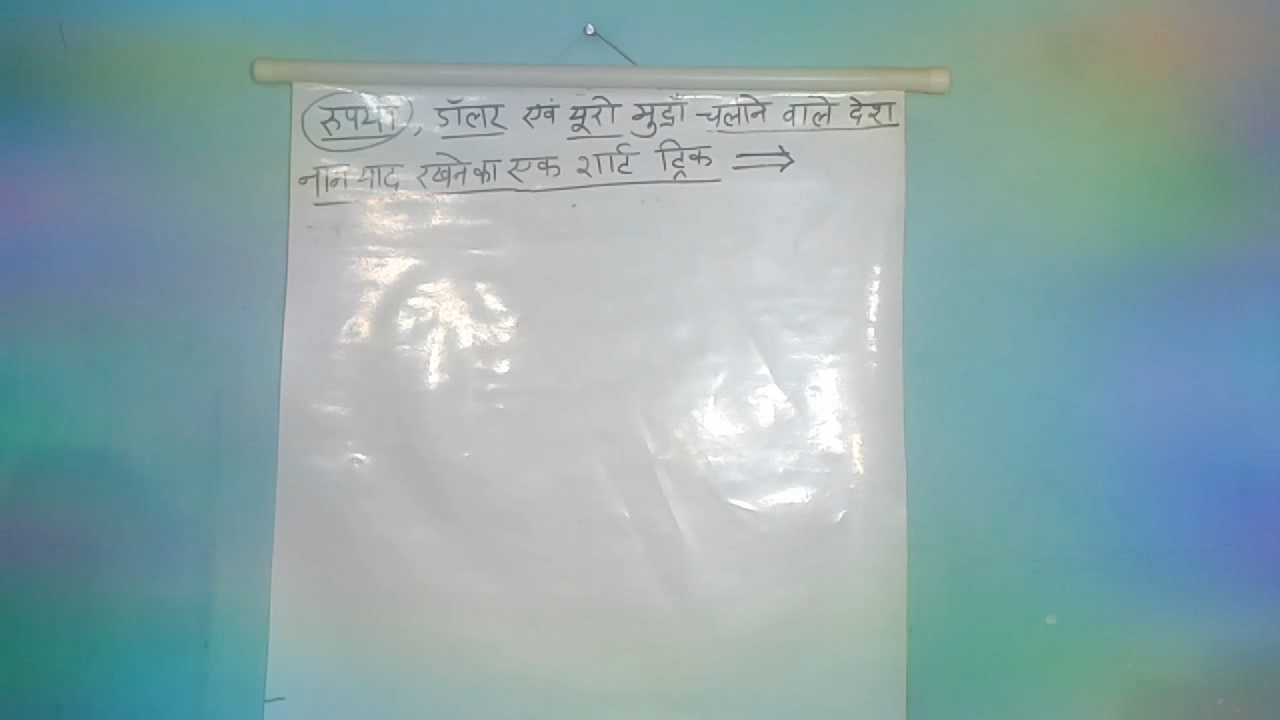 रुपया, डॉलर एवं यूरो मुद्राँ चलाने वाले देश
नाम याद रखने का एक शार्ट ट्रिक ⇒